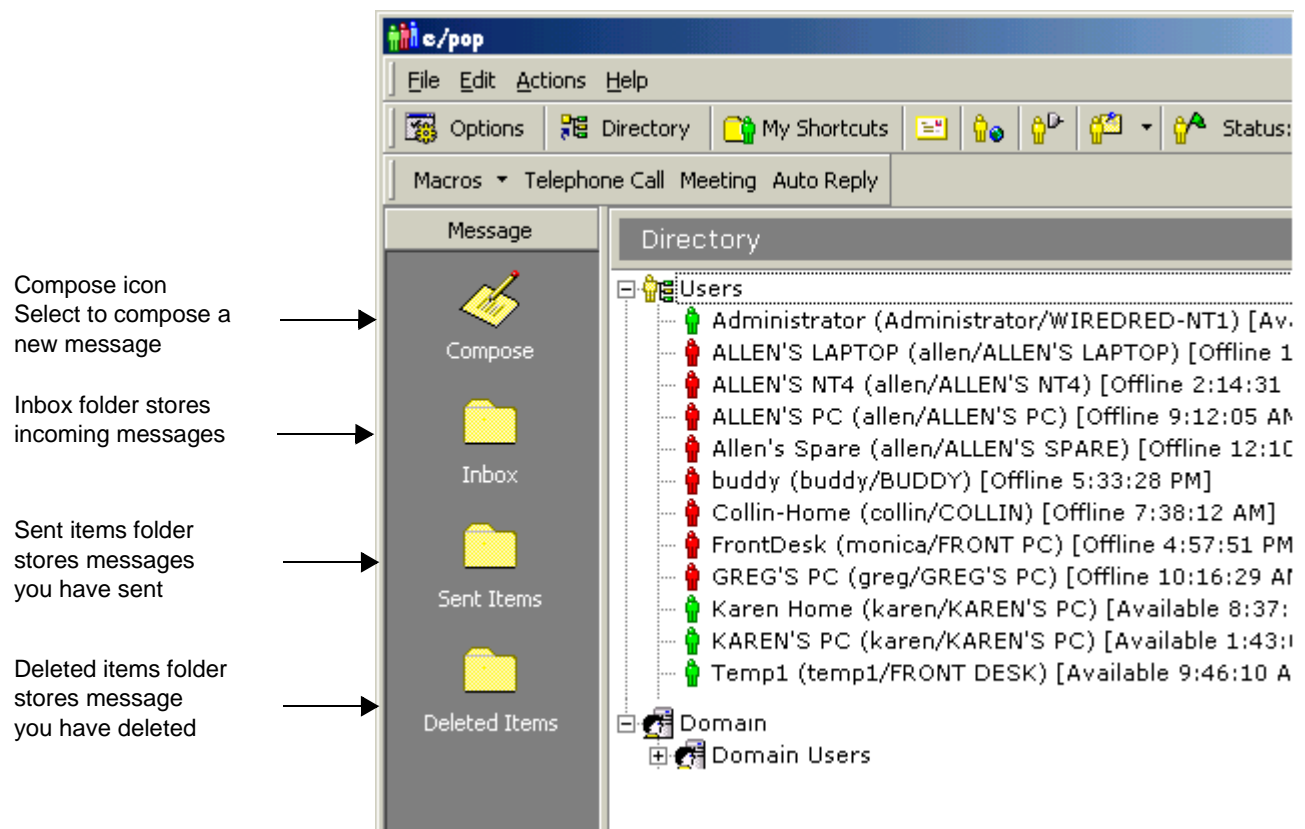 e/pop
File Edit Actions Help
Options Directory My Shortcuts Status:
Macros Telephone Call Meeting Auto Reply
Message
Directory
Compose icon
Select to compose a
new message
Compose
Inbox folder stores
incoming messages
Inbox
Sent items folder
stores messages
you have sent
Sent Items
Deleted items folder
stores message
you have deleted
Deleted Items
Users
Administrator (Administrator/WIREDRED-NT1) [Av
ALLEN'S LAPTOP (allen/ALLEN'S LAPTOP) [Offline 1
ALLEN'S NT4 (allen/ALLEN'S NT4) [Offline 2:14:31
ALLEN'S PC (allen/ALLEN'S PC) [Offline 9:12:05 AM
Allen's Spare (allen/ALLEN'S SPARE) [Offline 12:10
buddy (buddy/BUDDY) [Offline 5:33:28 PM]
Collin-Home (collin/COLLIN) [Offline 7:38:12 AM]
FrontDesk (monica/FRONT PC) [Offline 4:57:51 PM
GREG'S PC (greg/GREG'S PC) [Offline 10:16:29 AM
Karen Home (karen/KAREN'S PC) [Available 8:37:
KAREN'S PC (karen/KAREN'S PC) [Available 1:43:
Temp1 (temp1/FRONT DESK) [Available 9:46:10 A
Domain
Domain Users